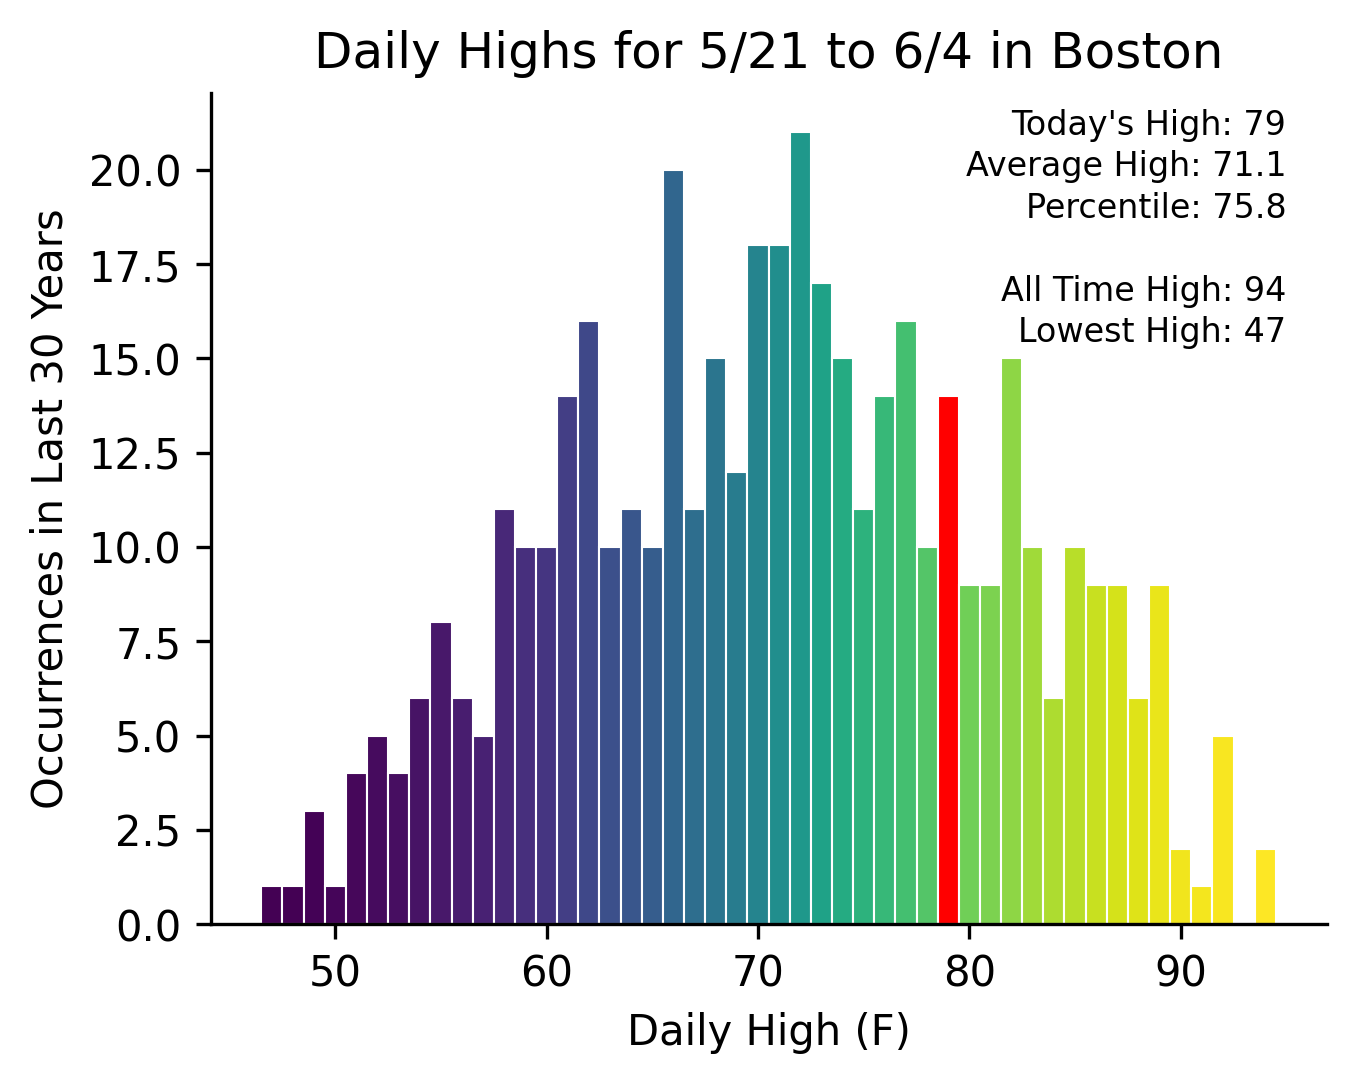 Daily Highs for 5/21 to 6/4 in Boston
Today's High: 79
Average High: 71.1
Percentile: 75.8
All Time High: 94
Lowest High: 47
Occurrences in Last 30 Years
20.0
17.5
15.0
12.5
10.0
7.5
5.0
2.5
0.0
50 60 70 80 90
Daily High (F)